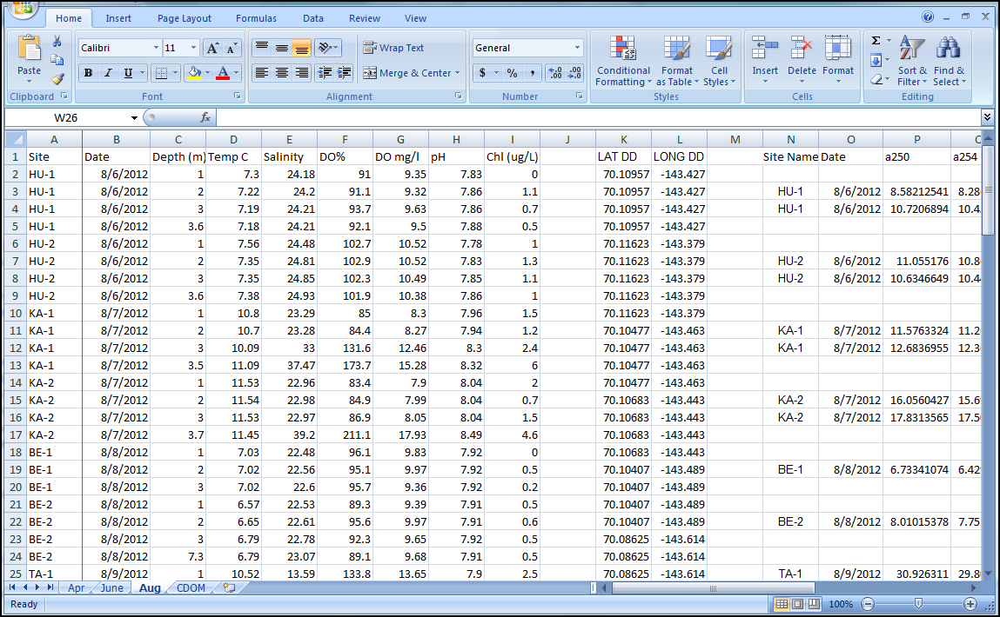 Home Insert Page Layout Formulas Data Review View
Calibri 11 Wrap Text General
Paste B I U Merge & Center $ % , Conditional Formatting Format as Table Cell Styles Insert Delete Format Σ Sort & Filter Find & Select
Clipboard Font Alignment Number Styles Cells Editing
W26 fx
A B C D E F G H I J K L M N O P Q
1 Site Date Depth (m) Temp C Salinity DO% DO mg/l pH Chl (ug/L) LAT DD LONG DD Site Name Date a250 a254
2 HU-1 8/6/2012 1 7.3 24.18 91 9.35 7.83 0 70.10957 -143.427
3 HU-1 8/6/2012 2 7.22 24.2 91.1 9.32 7.86 1.1 70.10957 -143.427 HU-1 8/6/2012 8.58212541 8.28
4 HU-1 8/6/2012 3 7.19 24.21 93.7 9.63 7.86 0.7 70.10957 -143.427 HU-1 8/6/2012 10.7206894 10.4
5 HU-1 8/6/2012 3.6 7.18 24.21 92.1 9.5 7.88 0.5 70.10957 -143.427
6 HU-2 8/6/2012 1 7.56 24.48 102.7 10.52 7.78 1 70.11623 -143.379
7 HU-2 8/6/2012 2 7.35 24.81 102.9 10.52 7.83 1.3 70.11623 -143.379 HU-2 8/6/2012 11.055176 10.8
8 HU-2 8/6/2012 3 7.35 24.85 102.3 10.49 7.85 1.1 70.11623 -143.379 HU-2 8/6/2012 10.6346649 10.4
9 HU-2 8/6/2012 3.6 7.38 24.93 101.9 10.38 7.86 1 70.11623 -143.379
10 KA-1 8/7/2012 1 10.8 23.29 85 8.3 7.96 1.5 70.11623 -143.379
11 KA-1 8/7/2012 2 10.7 23.28 84.4 8.27 7.94 1.2 70.10477 -143.463 KA-1 8/7/2012 11.5763324 11.2
12 KA-1 8/7/2012 3 10.09 33 131.6 12.46 8.3 2.4 70.10477 -143.463 KA-1 8/7/2012 12.6836955 12.3
13 KA-1 8/7/2012 3.5 11.09 37.47 173.7 15.28 8.32 6 70.10477 -143.463
14 KA-2 8/7/2012 1 11.53 22.96 83.4 7.9 8.04 2 70.10477 -143.463
15 KA-2 8/7/2012 2 11.54 22.98 84.9 7.99 8.04 0.7 70.10683 -143.443 KA-2 8/7/2012 16.0560427 15.6
16 KA-2 8/7/2012 3 11.53 22.97 86.9 8.05 8.04 1.5 70.10683 -143.443 KA-2 8/7/2012 17.8313565 17.5
17 KA-2 8/7/2012 3.7 11.45 39.2 211.1 17.93 8.49 4.6 70.10683 -143.443
18 BE-1 8/8/2012 1 7.03 22.48 96.1 9.83 7.92 0 70.10683 -143.443
19 BE-1 8/8/2012 2 7.02 22.56 95.1 9.97 7.92 0.5 70.10407 -143.489 BE-1 8/8/2012 6.73341074 6.42
20 BE-1 8/8/2012 3 7.02 22.6 95.7 9.36 7.92 0.2 70.10407 -143.489
21 BE-2 8/8/2012 1 6.57 22.53 89.3 9.39 7.91 0.5 70.10407 -143.489
22 BE-2 8/8/2012 2 6.65 22.61 95.6 9.97 7.91 0.6 70.10407 -143.489 BE-2 8/8/2012 8.01015378 7.75
23 BE-2 8/8/2012 3 6.79 22.78 92.3 9.65 7.92 0.5 70.08625 -143.614
24 BE-2 8/8/2012 7.3 6.79 23.07 89.1 9.68 7.91 0.5 70.08625 -143.614
25 TA-1 8/9/2012 1 10.52 13.59 133.8 13.65 7.9 2.5 70.08625 -143.614 TA-1 8/9/2012 30.926311 29.8
Apr June Aug CDOM
Ready 100%